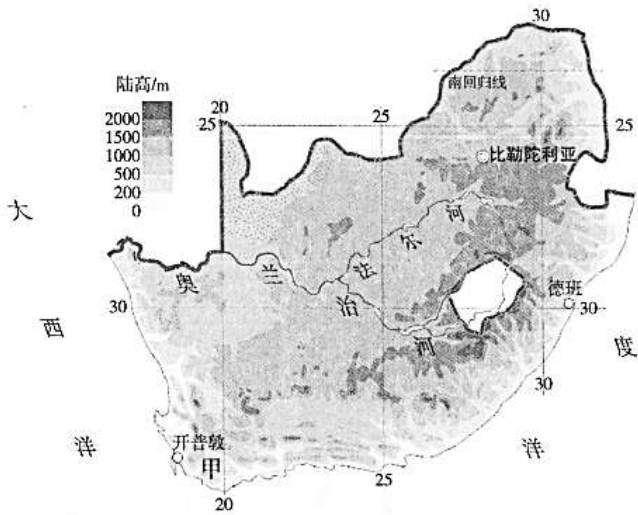 30
陆高/m
2000
1500
1000
500
200
0
南回归线
20
25
25
25
比勒陀利亚
大
西
洋
法尔河
奥兰治河
德班
30
30
30
度
洋
开普敦
甲
20
25